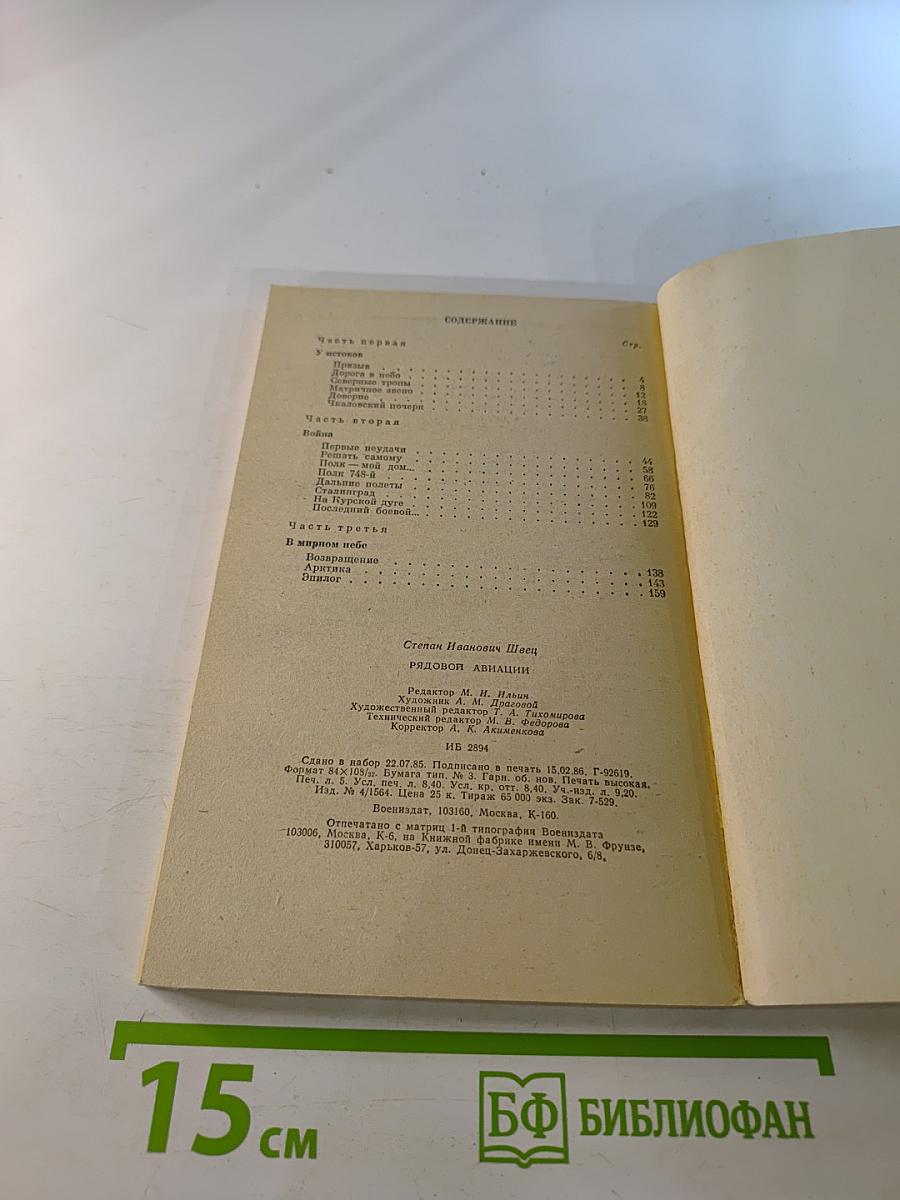 СОДЕРЖАНИЕ
Часть первая Стр.
У истоков
Призыв . . . . . . . . . . . . . . 4
Дорога в небо . . . . . . . . . . . . . . 8
Северные тропы . . . . . . . . . . . . . . 12
Матричное звено . . . . . . . . . . . . . . 18
Доверие . . . . . . . . . . . . . . 27
Чкаловский почерк . . . . . . . . . . . . . . 38
Часть вторая
Война
Первые неудачи . . . . . . . . . . . . . . 44
Решать самому . . . . . . . . . . . . . . 58
Полк — мой дом... . . . . . . . . . . . . . . 66
Полк 748-й . . . . . . . . . . . . . . 76
Дальние полеты . . . . . . . . . . . . . . 82
Сталинград . . . . . . . . . . . . . . 109
На Курской дуге . . . . . . . . . . . . . . 122
Последний боевой... . . . . . . . . . . . . . . 129
Часть третья
В мирном небе
Возвращение . . . . . . . . . . . . . . 138
Арктика . . . . . . . . . . . . . . 143
Эпилог . . . . . . . . . . . . . . 159
Степан Иванович Швец
РЯДОВОЙ АВИАЦИИ
Редактор М. И. Ильин
Художник А. М. Драговой
Художественный редактор Т. А. Тихомирова
Технический редактор М. В. Федорова
Корректор А. К. Акименкова
ИБ 2894
Сдано в набор 22.07.85. Подписано в печать 15.02.86. Г-92619.
Формат 84×108/32. Бумага тип. № 3. Гарн. об. нов. Печать высокая.
Печ. л. 5. Усл. печ. л. 8,40. Усл. кр. отт. 8,40. Уч.-изд. л. 9,20.
Изд. № 4/1564. Цена 25 к. Тираж 65 000 экз. Зак. 7-529.
Воениздат, 103160, Москва, К-160.
Отпечатано с матриц 1-й типография Воениздата
103006, Москва, К-6, на Книжной фабрике имени М. В. Фрунзе,
310057, Харьков-57, ул. Донец-Захаржевского, 6/8.
15 см
БФ БИБЛИОФАН